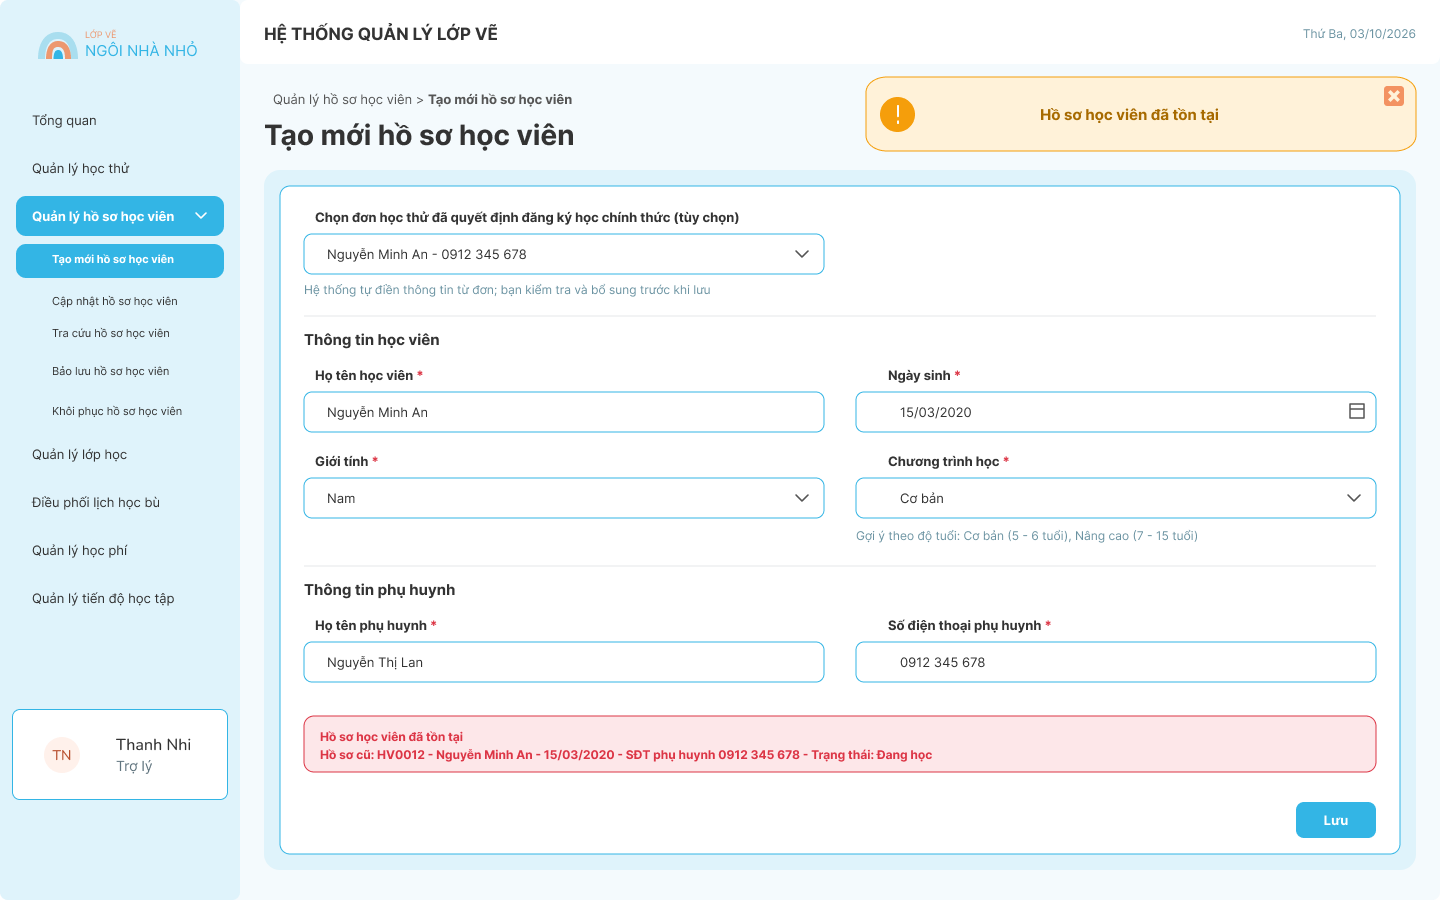 LỚP VẼ
NGÔI NHÀ NHỎ
Tổng quan
Quản lý học thử
Quản lý hồ sơ học viên
Tạo mới hồ sơ học viên
Cập nhật hồ sơ học viên
Tra cứu hồ sơ học viên
Bảo lưu hồ sơ học viên
Khôi phục hồ sơ học viên
Quản lý lớp học
Điều phối lịch học bù
Quản lý học phí
Quản lý tiến độ học tập
TN
Thanh Nhi
Trợ lý
HỆ THỐNG QUẢN LÝ LỚP VẼ
Thứ Ba, 03/10/2026
Quản lý hồ sơ học viên > Tạo mới hồ sơ học viên
Tạo mới hồ sơ học viên
Hồ sơ học viên đã tồn tại
Chọn đơn học thử đã quyết định đăng ký học chính thức (tùy chọn)
Nguyễn Minh An - 0912 345 678
Hệ thống tự điền thông tin từ đơn; bạn kiểm tra và bổ sung trước khi lưu
Thông tin học viên
Họ tên học viên *
Ngày sinh *
Nguyễn Minh An
15/03/2020
Giới tính *
Chương trình học *
Nam
Cơ bản
Gợi ý theo độ tuổi: Cơ bản (5 - 6 tuổi), Nâng cao (7 - 15 tuổi)
Thông tin phụ huynh
Họ tên phụ huynh *
Số điện thoại phụ huynh *
Nguyễn Thị Lan
0912 345 678
Hồ sơ học viên đã tồn tại
Hồ sơ cũ: HV0012 - Nguyễn Minh An - 15/03/2020 - SĐT phụ huynh 0912 345 678 - Trạng thái: Đang học
Lưu